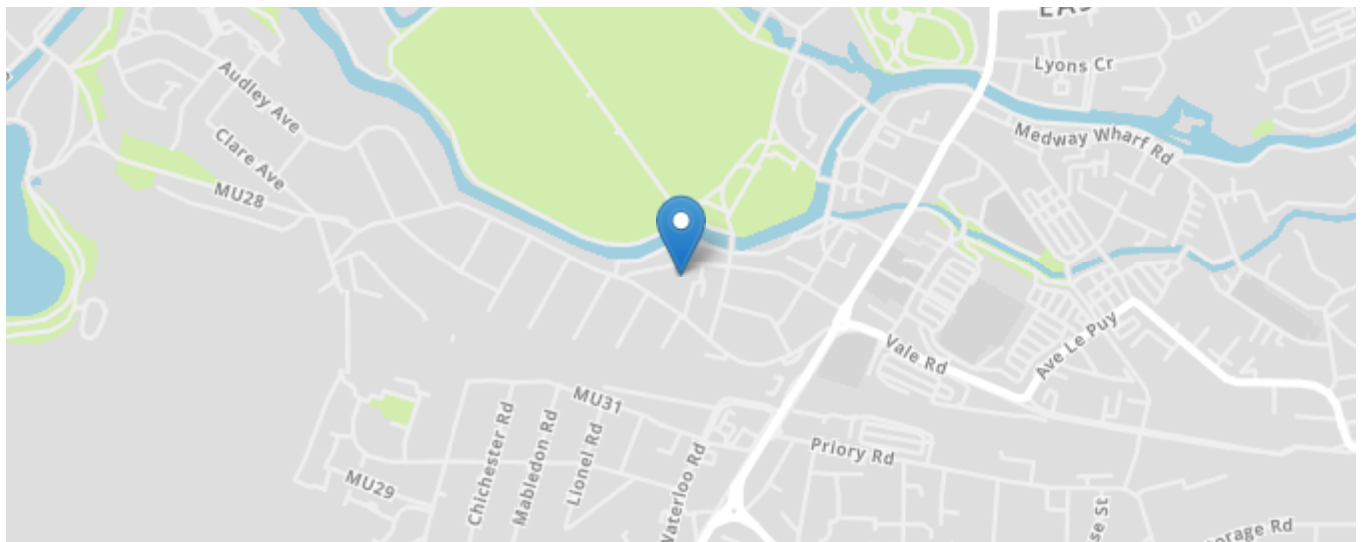 Lyons Cr
Audley Ave
Medway Wharf Rd
Clare Ave
MU28
Vale Rd
Ave Le Puy
MU31
Chichester Rd
Mabledon Rd
Lionel Rd
Waterloo Rd
Priory Rd
MU29